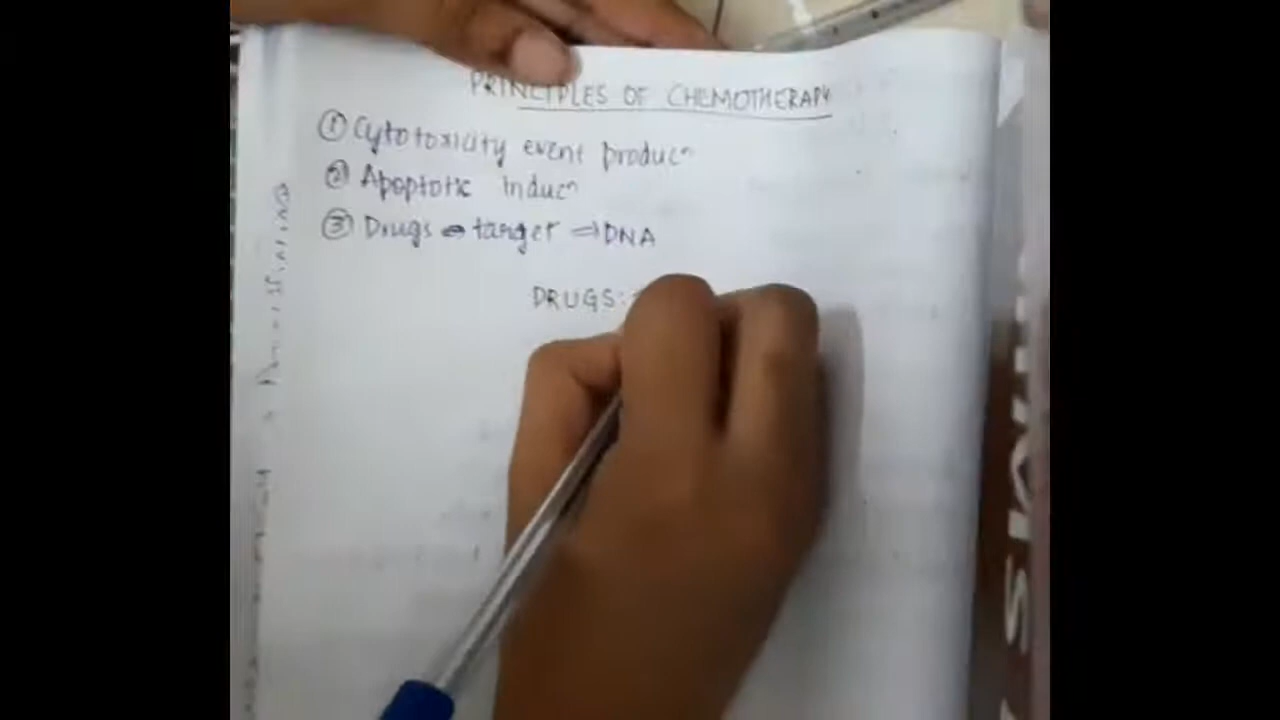 PRINCIPLES OF CHEMOTHERAPY
① Cytotoxicity event producⁿ
② Apoptotic Inducⁿ
③ Drugs target ⇒ DNA
DRUGS: